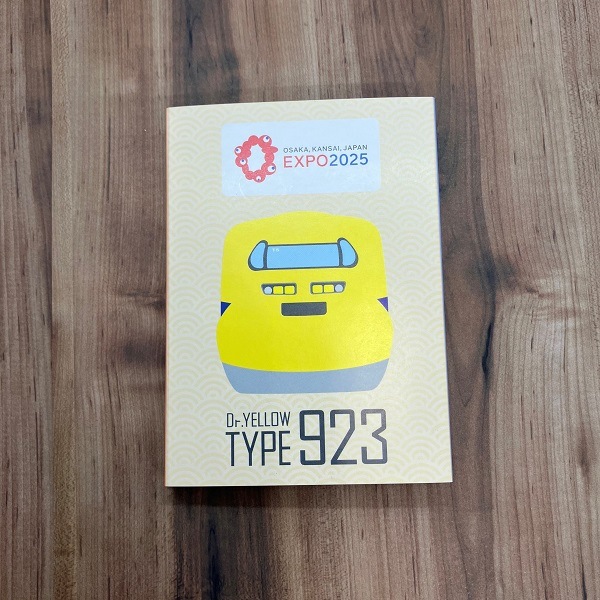 OSAKA, KANSAI, JAPAN
EXPO2025
Dr.YELLOW
TYPE 923